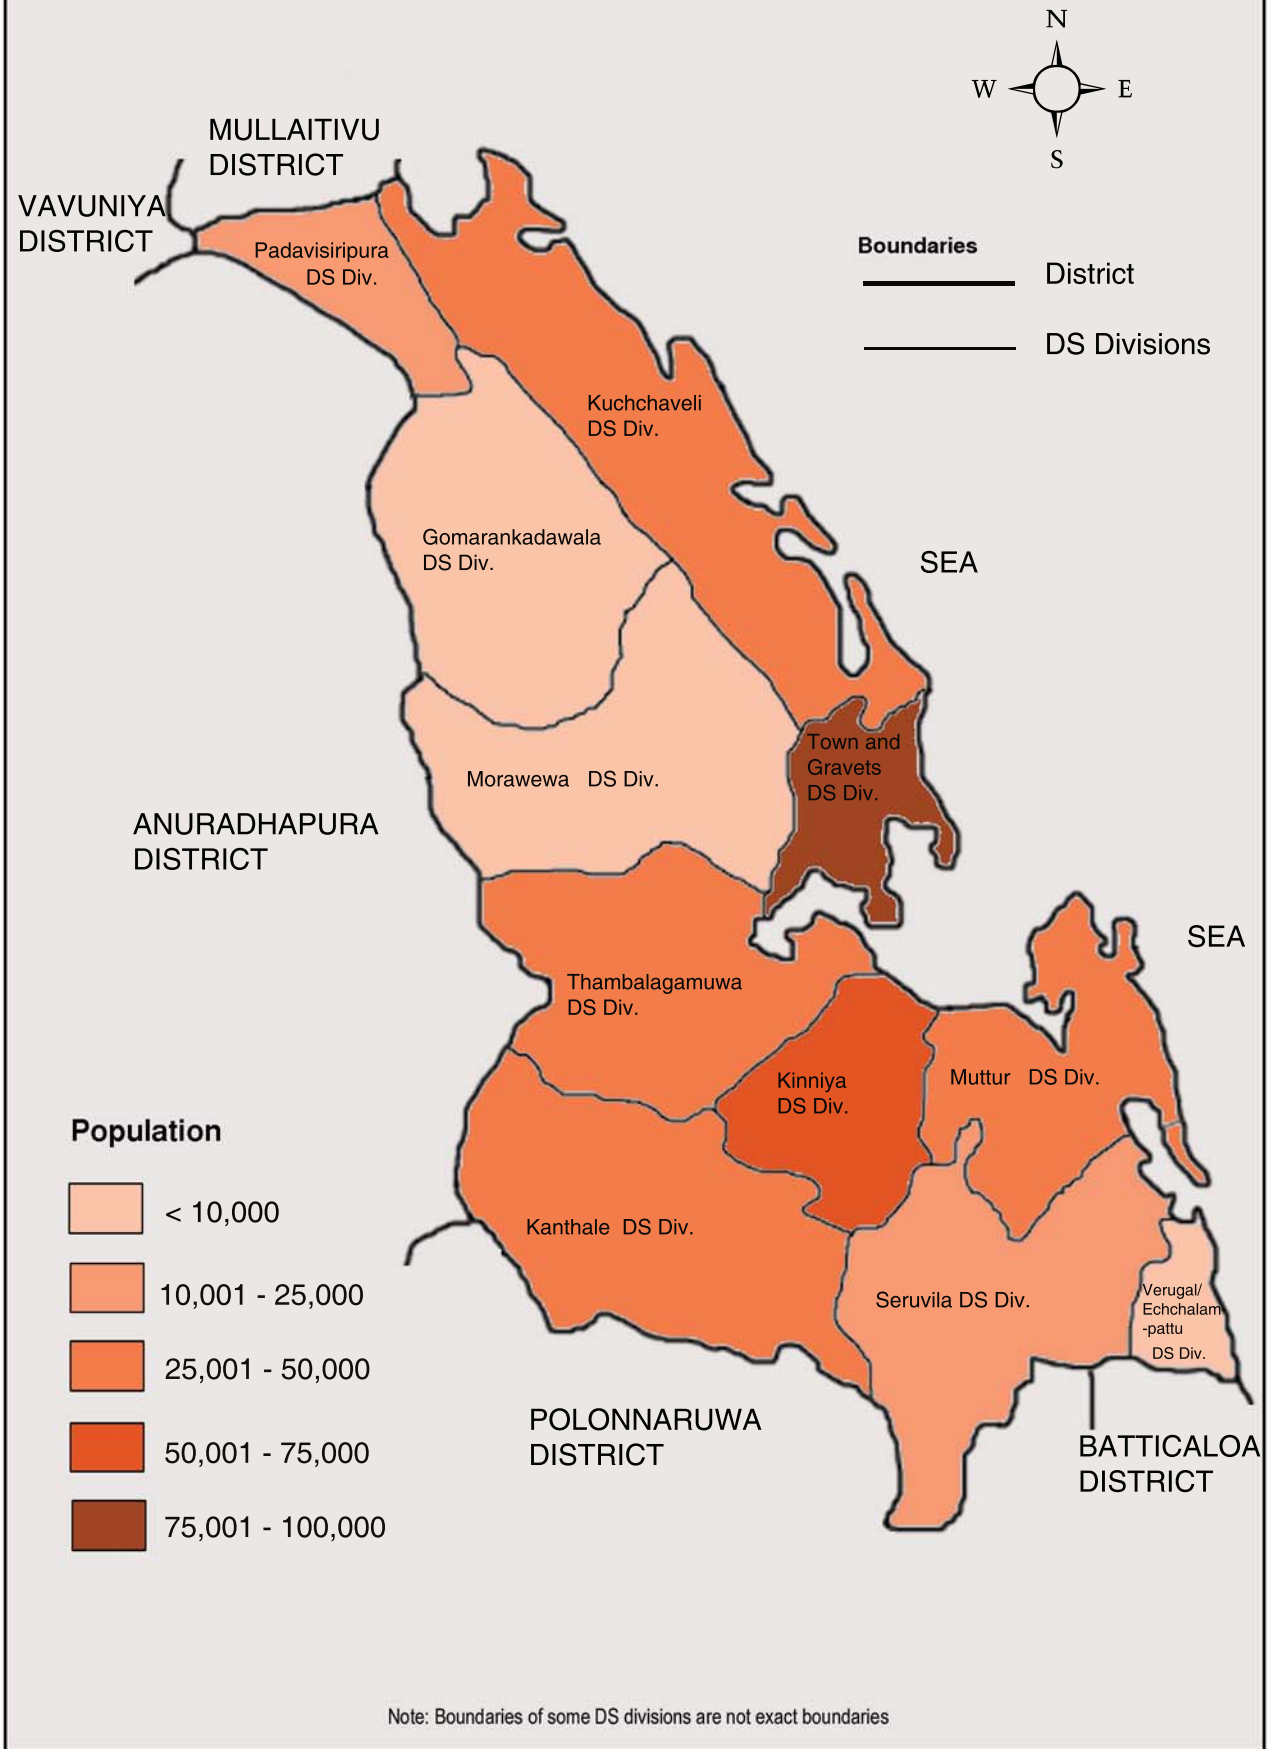 N
W E
S
MULLAITIVU
DISTRICT
VAVUNIYA
DISTRICT
Padavisiripura
DS Div.
Boundaries
District
DS Divisions
Kuchchaveli
DS Div.
Gomarankadawala
DS Div.
SEA
Town and
Gravets
DS Div.
Morawewa DS Div.
ANURADHAPURA
DISTRICT
SEA
Thambalagamuwa
DS Div.
Kinniya
DS Div.
Muttur DS Div.
Kanthale DS Div.
Seruvila DS Div.
Verugal/
Echchalam
-pattu
DS Div.
Population
< 10,000
10,001 - 25,000
25,001 - 50,000
50,001 - 75,000
75,001 - 100,000
POLONNARUWA
DISTRICT
BATTICALOA
DISTRICT
Note: Boundaries of some DS divisions are not exact boundaries